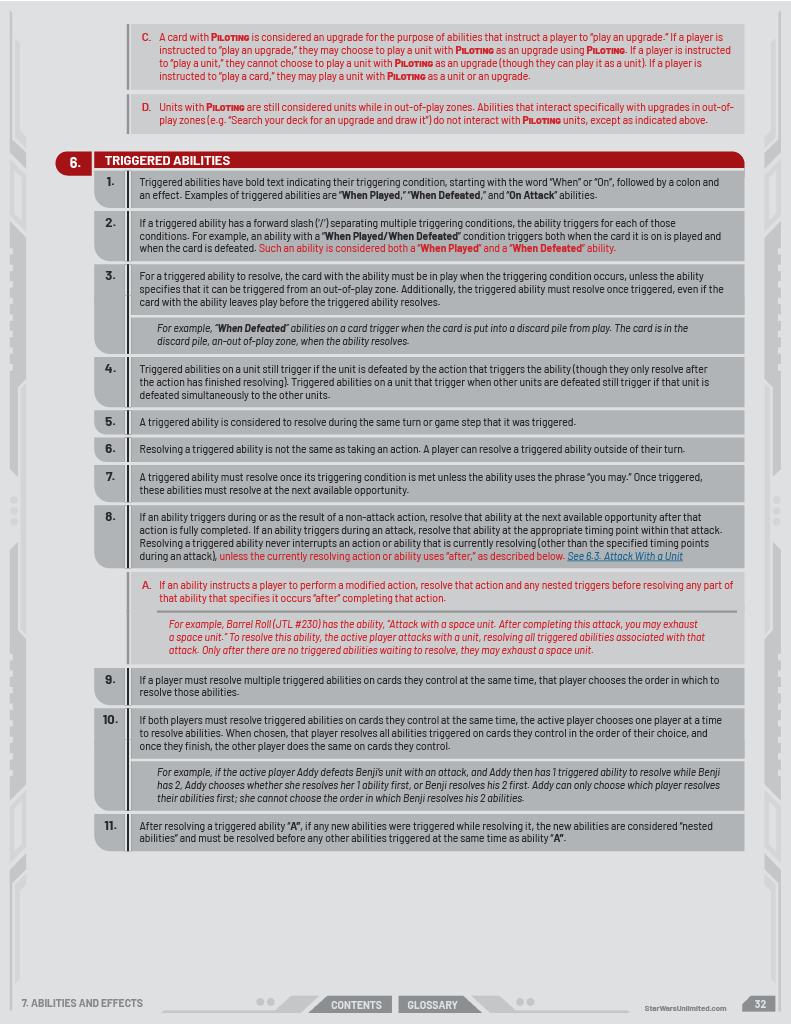 C. A card with Piloting is considered an upgrade for the purpose of abilities that instruct a player to “play an upgrade.” If a player is
instructed to “play an upgrade,” they may choose to play a unit with Piloting as an upgrade using Piloting. If a player is instructed
to “play a unit,” they cannot choose to play a unit with Piloting as an upgrade (though they can play it as a unit). If a player is
instructed to “play a card,” they may play a unit with Piloting as a unit or an upgrade.
D. Units with Piloting are still considered units while in out-of-play zones. Abilities that interact specifically with upgrades in out-of-
play zones (e.g. “Search your deck for an upgrade and draw it”) do not interact with Piloting units, except as indicated above.
6. TRIGGERED ABILITIES
1. Triggered abilities have bold text indicating their triggering condition, starting with the word “When” or “On”, followed by a colon and
an effect. Examples of triggered abilities are “When Played,” “When Defeated,” and “On Attack” abilities.
2. If a triggered ability has a forward slash (‘/’) separating multiple triggering conditions, the ability triggers for each of those
conditions. For example, an ability with a “When Played/When Defeated” condition triggers both when the card it is on is played and
when the card is defeated. Such an ability is considered both a “When Played” and a “When Defeated” ability.
3. For a triggered ability to resolve, the card with the ability must be in play when the triggering condition occurs, unless the ability
specifies that it can be triggered from an out-of-play zone. Additionally, the triggered ability must resolve once triggered, even if the
card with the ability leaves play before the triggered ability resolves.
For example, “When Defeated” abilities on a card trigger when the card is put into a discard pile from play. The card is in the
discard pile, an-out of-play zone, when the ability resolves.
4. Triggered abilities on a unit still trigger if the unit is defeated by the action that triggers the ability (though they only resolve after
the action has finished resolving). Triggered abilities on a unit that trigger when other units are defeated still trigger if that unit is
defeated simultaneously to the other units.
5. A triggered ability is considered to resolve during the same turn or game step that it was triggered.
6. Resolving a triggered ability is not the same as taking an action. A player can resolve a triggered ability outside of their turn.
7. A triggered ability must resolve once its triggering condition is met unless the ability uses the phrase “you may.” Once triggered,
these abilities must resolve at the next available opportunity.
8. If an ability triggers during or as the result of a non-attack action, resolve that ability at the next available opportunity after that
action is fully completed. If an ability triggers during an attack, resolve that ability at the appropriate timing point within that attack.
Resolving a triggered ability never interrupts an action or ability that is currently resolving (other than the specified timing points
during an attack), unless the currently resolving action or ability uses “after,” as described below. See 6.3. Attack With a Unit
A. If an ability instructs a player to perform a modified action, resolve that action and any nested triggers before resolving any part of
that ability that specifies it occurs “after” completing that action.
For example, Barrel Roll (JTL #230) has the ability, “Attack with a space unit. After completing this attack, you may exhaust
a space unit.” To resolve this ability, the active player attacks with a unit, resolving all triggered abilities associated with that
attack. Only after there are no triggered abilities waiting to resolve, they may exhaust a space unit.
9. If a player must resolve multiple triggered abilities on cards they control at the same time, that player chooses the order in which to
resolve those abilities.
10. If both players must resolve triggered abilities on cards they control at the same time, the active player chooses one player at a time
to resolve abilities. When chosen, that player resolves all abilities triggered on cards they control in the order of their choice, and
once they finish, the other player does the same on cards they control.
For example, if the active player Addy defeats Benji’s unit with an attack, and Addy then has 1 triggered ability to resolve while Benji
has 2, Addy chooses whether she resolves her 1 ability first, or Benji resolves his 2 first. Addy can only choose which player resolves
their abilities first; she cannot choose the order in which Benji resolves his 2 abilities.
11. After resolving a triggered ability “A”, if any new abilities were triggered while resolving it, the new abilities are considered “nested
abilities” and must be resolved before any other abilities triggered at the same time as ability “A”.
7. ABILITIES AND EFFECTS
CONTENTS
GLOSSARY
StarWarsUnlimited.com
32